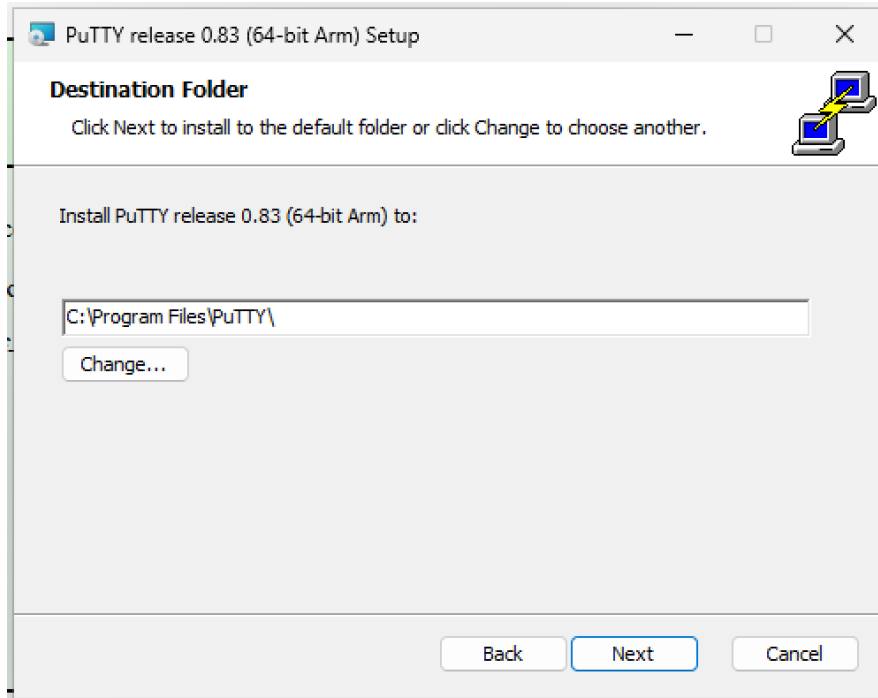 PuTTY release 0.83 (64-bit Arm) Setup
Destination Folder
Click Next to install to the default folder or click Change to choose another.
Install PuTTY release 0.83 (64-bit Arm) to:
C:\Program Files\PuTTY\
Change...
Back Next Cancel